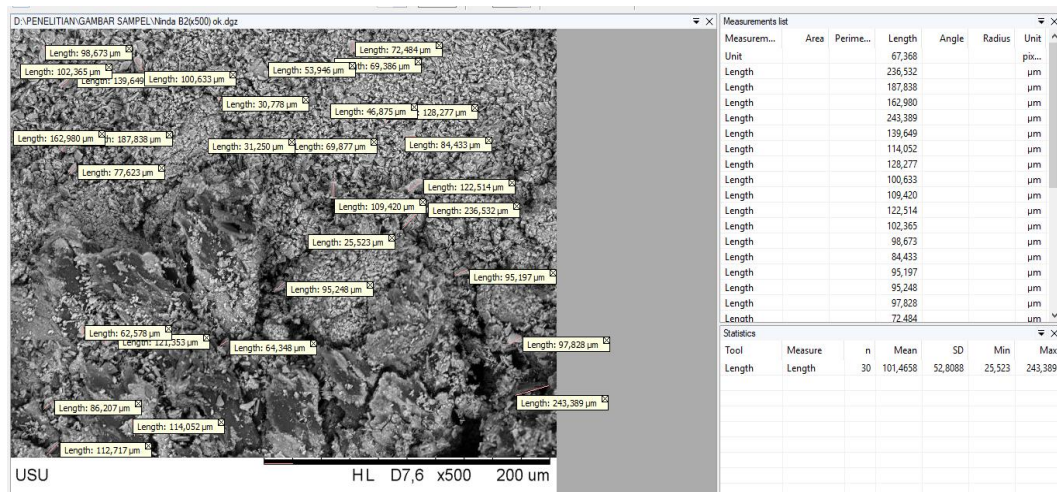 D:\PENELITIAN\GAMBAR SAMPEL\Ninda B2(x500) ok.dgz
Length: 98,673 µm
Length: 72,484 µm
Length: 102,365 µm
139,649
Length: 100,633 µm
Length: 53,946 µm
69,386 µm
Length: 30,778 µm
Length: 46,875 µm
128,277 µm
Length: 162,980 µm
187,838 µm
Length: 31,250 µm
Length: 69,877 µm
Length: 84,433 µm
Length: 77,623 µm
Length: 122,514 µm
Length: 109,420 µm
Length: 236,532 µm
Length: 25,523 µm
Length: 95,197 µm
Length: 95,248 µm
Length: 62,578 µm
121,353 µm
Length: 64,348 µm
Length: 97,828 µm
Length: 86,207 µm
Length: 243,389 µm
Length: 114,052 µm
Length: 112,717 µm
USU HL D7,6 x500 200 um
Measurements list
Measurem... Area Perime... Length Angle Radius Unit
Unit 67,368 pix...
Length 236,532 µm
Length 187,838 µm
Length 162,980 µm
Length 243,389 µm
Length 139,649 µm
Length 114,052 µm
Length 128,277 µm
Length 100,633 µm
Length 109,420 µm
Length 122,514 µm
Length 102,365 µm
Length 98,673 µm
Length 84,433 µm
Length 95,197 µm
Length 95,248 µm
Length 97,828 µm
Length 72,484 µm
Statistics
Tool Measure n Mean SD Min Max
Length Length 30 101,4658 52,8088 25,523 243,389